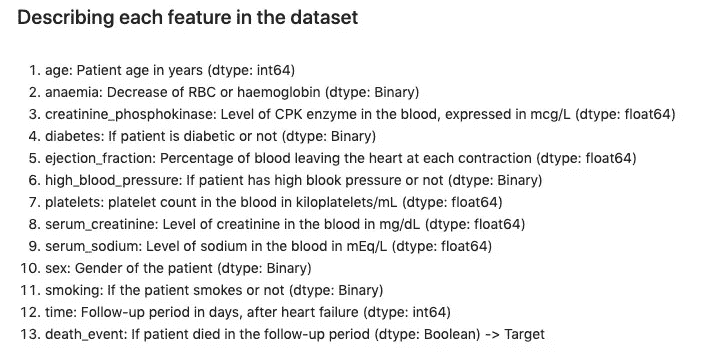 Describing each feature in the dataset
1. age: Patient age in years (dtype: int64)
2. anaemia: Decrease of RBC or haemoglobin (dtype: Binary)
3. creatinine_phosphokinase: Level of CPK enzyme in the blood, expressed in mcg/L (dtype: float64)
4. diabetes: If patient is diabetic or not (dtype: Binary)
5. ejection_fraction: Percentage of blood leaving the heart at each contraction (dtype: float64)
6. high_blood_pressure: If patient has high blook pressure or not (dtype: Binary)
7. platelets: platelet count in the blood in kiloplatelets/mL (dtype: float64)
8. serum_creatinine: Level of creatinine in the blood in mg/dL (dtype: float64)
9. serum_sodium: Level of sodium in the blood in mEq/L (dtype: float64)
10. sex: Gender of the patient (dtype: Binary)
11. smoking: If the patient smokes or not (dtype: Binary)
12. time: Follow-up period in days, after heart failure (dtype: int64)
13. death_event: If patient died in the follow-up period (dtype: Boolean) -> Target